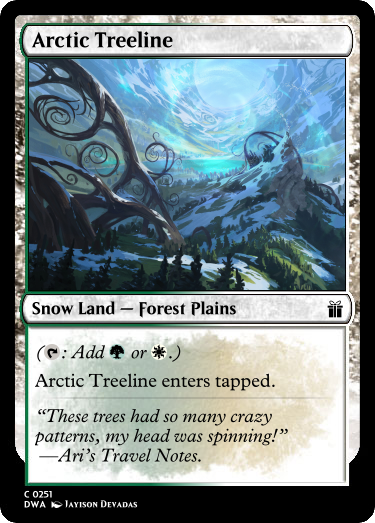 Arctic Treeline
Snow Land — Forest Plains
(: Add or .)
Arctic Treeline enters tapped.
“These trees had so many crazy
patterns, my head was spinning!”
—Ari’s Travel Notes.
C 0251
DWA Jayison Devadas